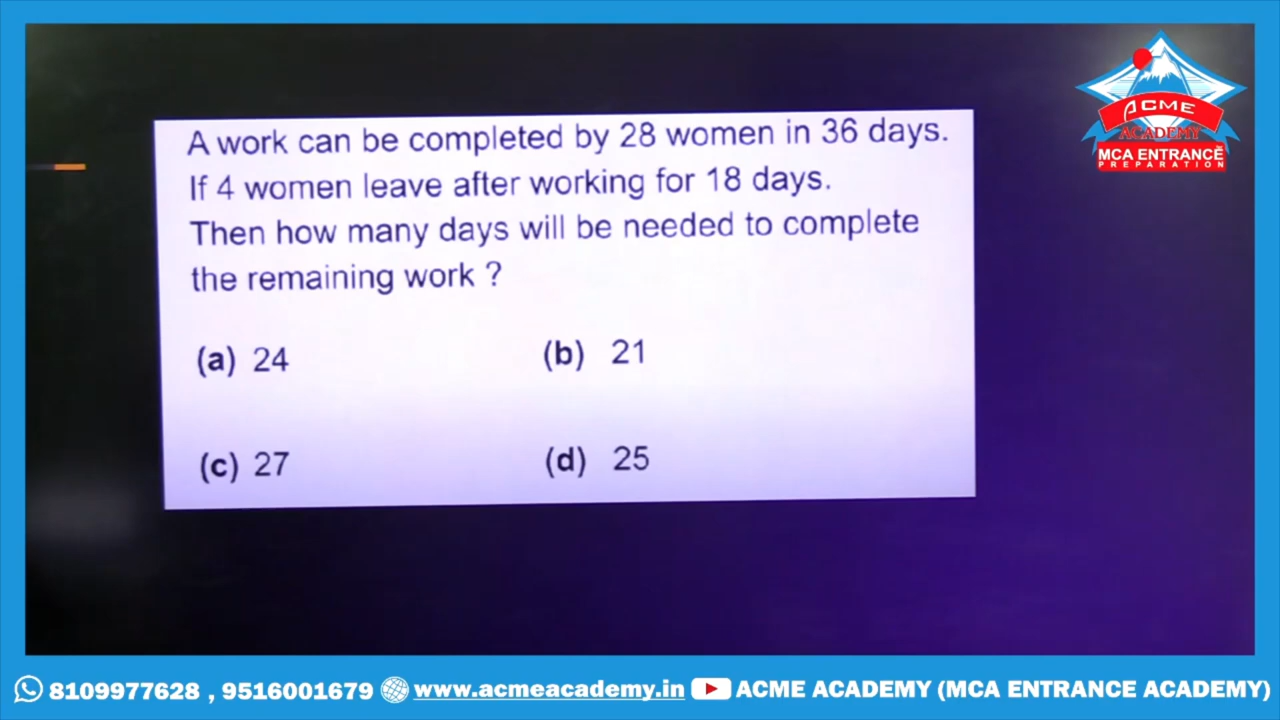 ACME
ACADEMY
MCA ENTRANCE
PREPARATION
A work can be completed by 28 women in 36 days.
If 4 women leave after working for 18 days.
Then how many days will be needed to complete
the remaining work ?
(a) 24 (b) 21
(c) 27 (d) 25
8109977628 , 9516001679 www.acmeacademy.in ACME ACADEMY (MCA ENTRANCE ACADEMY)